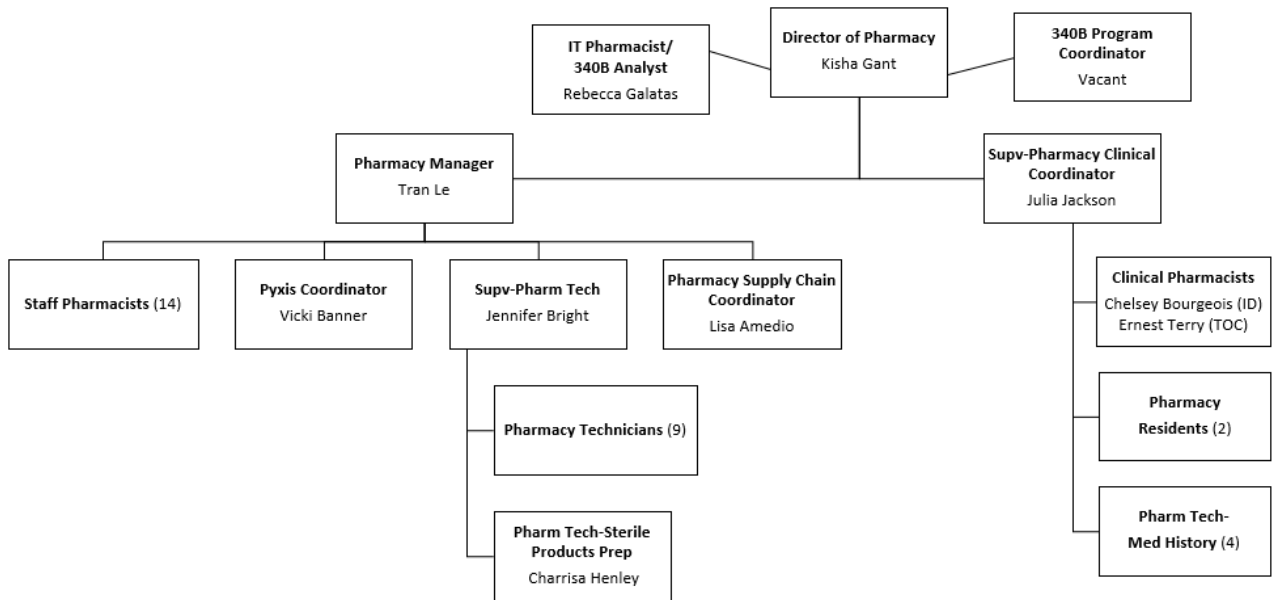 IT Pharmacist/
340B Analyst
Rebecca Galatas
Director of Pharmacy
Kisha Gant
340B Program
Coordinator
Vacant
Pharmacy Manager
Tran Le
Supv-Pharmacy Clinical
Coordinator
Julia Jackson
Staff Pharmacists (14)
Pyxis Coordinator
Vicki Banner
Supv-Pharm Tech
Jennifer Bright
Pharmacy Supply Chain
Coordinator
Lisa Amedio
Clinical Pharmacists
Chelsey Bourgeois (ID)
Ernest Terry (TOC)
Pharmacy Technicians (9)
Pharmacy
Residents (2)
Pharm Tech-Sterile
Products Prep
Charrisa Henley
Pharm Tech-
Med History (4)